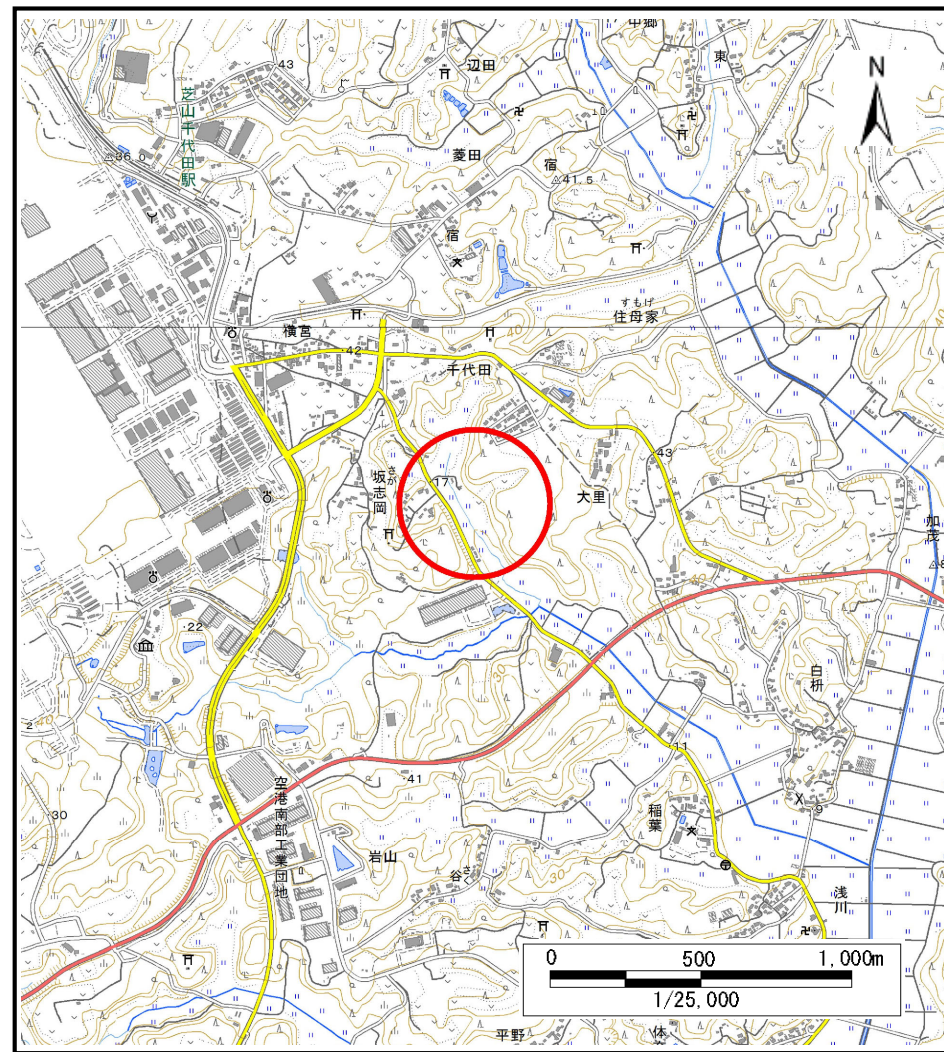 中郷
43
辺田
東
N
芝山千代田駅
36.0
菱田
宿
41.5
宿
すもげ
住母家
40
横宮
42
千代田
さか
坂志岡
17
大里
43
加茂
40
22
白枡
30
11
41
30
空港南部工業団地
稲葉
9
岩山
さく
谷
30
浅川
0 500 1,000m
1/25,000
平野